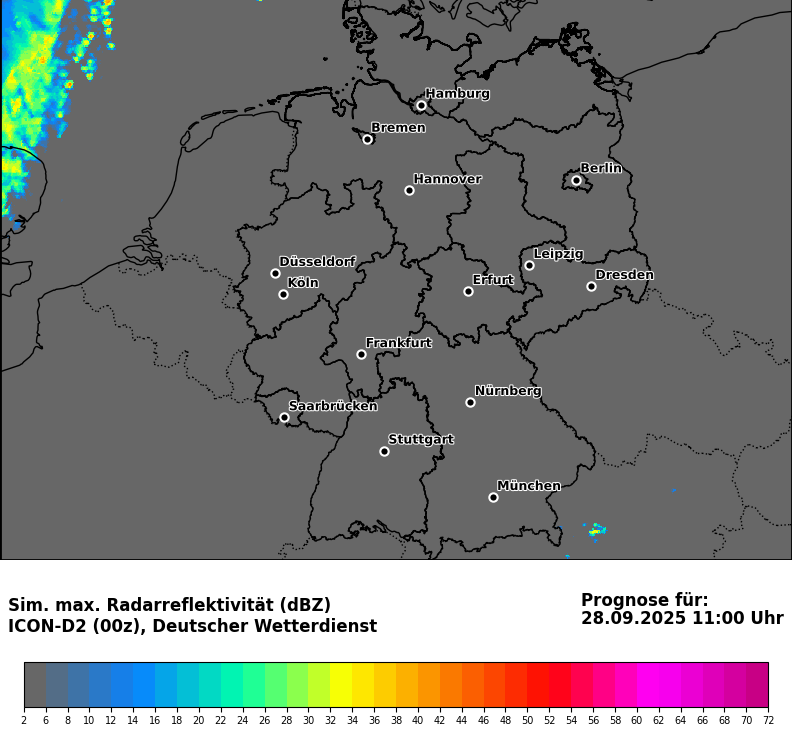 Hamburg
Bremen
Berlin
Hannover
Leipzig
Düsseldorf
Dresden
Erfurt
Köln
Frankfurt
Nürnberg
Saarbrücken
Stuttgart
München
Sim. max. Radarreflektivität (dBZ)
ICON-D2 (00z), Deutscher Wetterdienst
Prognose für:
28.09.2025 11:00 Uhr
2 6 8 10 12 14 16 18 20 22 24 26 28 30 32 34 36 38 40 42 44 46 48 50 52 54 56 58 60 62 64 66 68 70 72